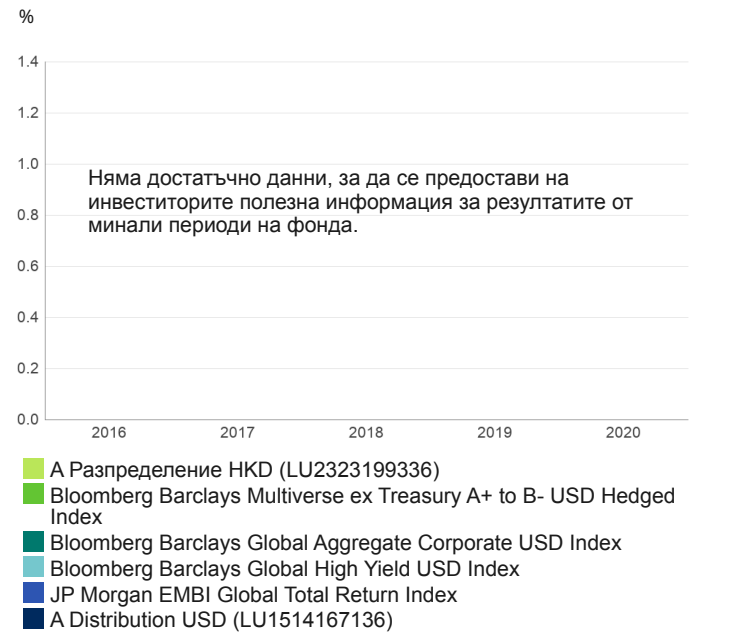 %
1.4
1.2
1.0
Няма достатъчно данни, за да се предостави на
инвеститорите полезна информация за резултатите от
0.8
минали периоди на фонда.
0.6
0.4
0.2
0.0
2016 2017 2018 2019 2020
А Разпределение HKD (LU2323199336)
Bloomberg Barclays Multiverse ex Treasury A+ to B- USD Hedged
Index
Bloomberg Barclays Global Aggregate Corporate USD Index
Bloomberg Barclays Global High Yield USD Index
JP Morgan EMBI Global Total Return Index
A Distribution USD (LU1514167136)